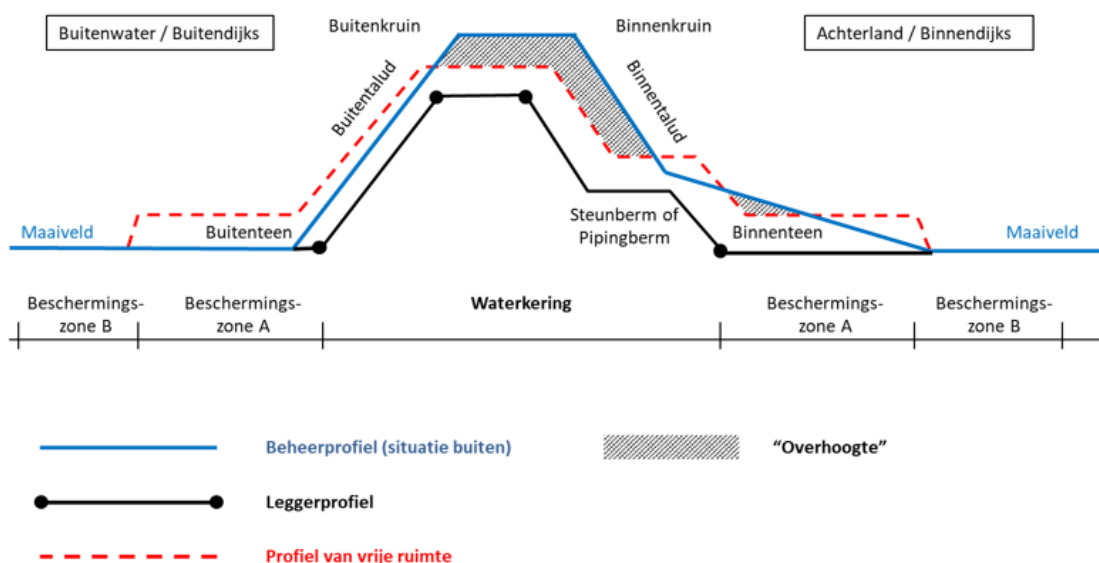 Buitenwater / Buitendijks
Buitenkruin
Binnenkruin
Achterland / Binnendijks
Buitentalud
Binnentalud
Maaiveld
Buitenteen
Steunberm of
Pipingberm
Binnenteen
Maaiveld
Beschermings-
zone B
Beschermings-
zone A
Waterkering
Beschermings-
zone A
Beschermings-
zone B
Beheerprofiel (situatie buiten)
“Overhoogte”
Leggerprofiel
Profiel van vrije ruimte